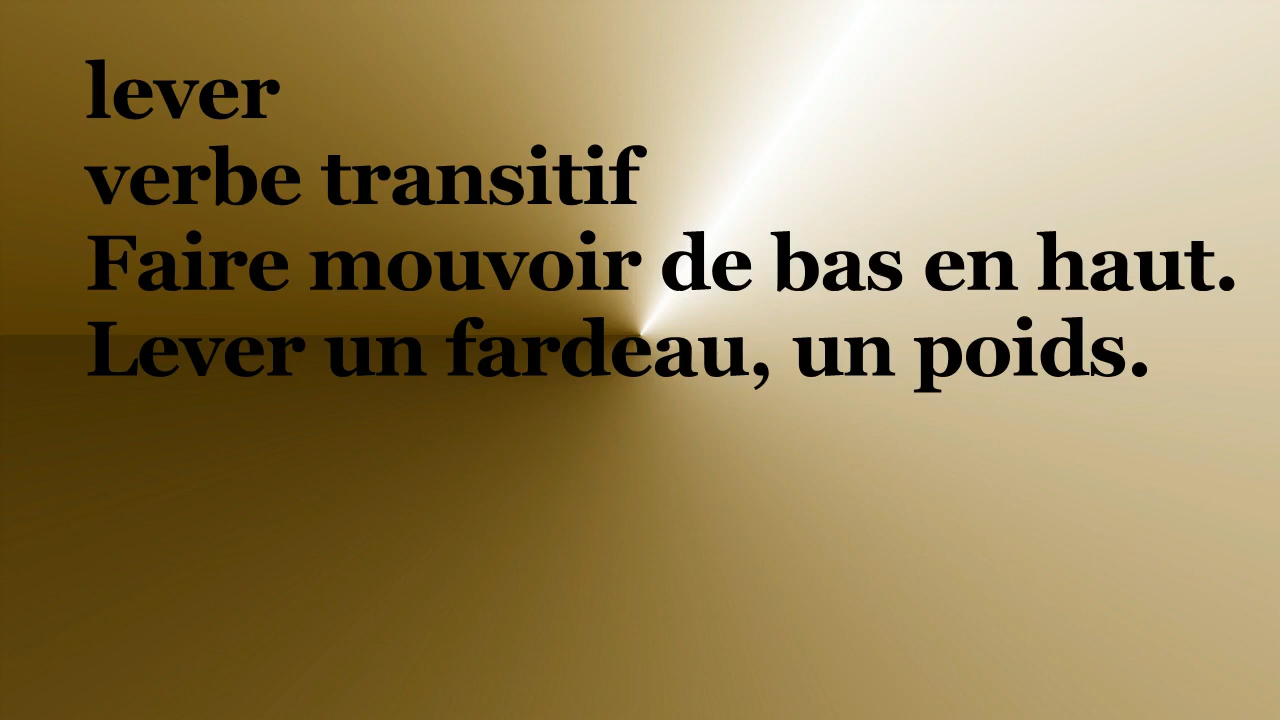 lever
verbe transitif
Faire mouvoir de bas en haut.
Lever un fardeau, un poids.